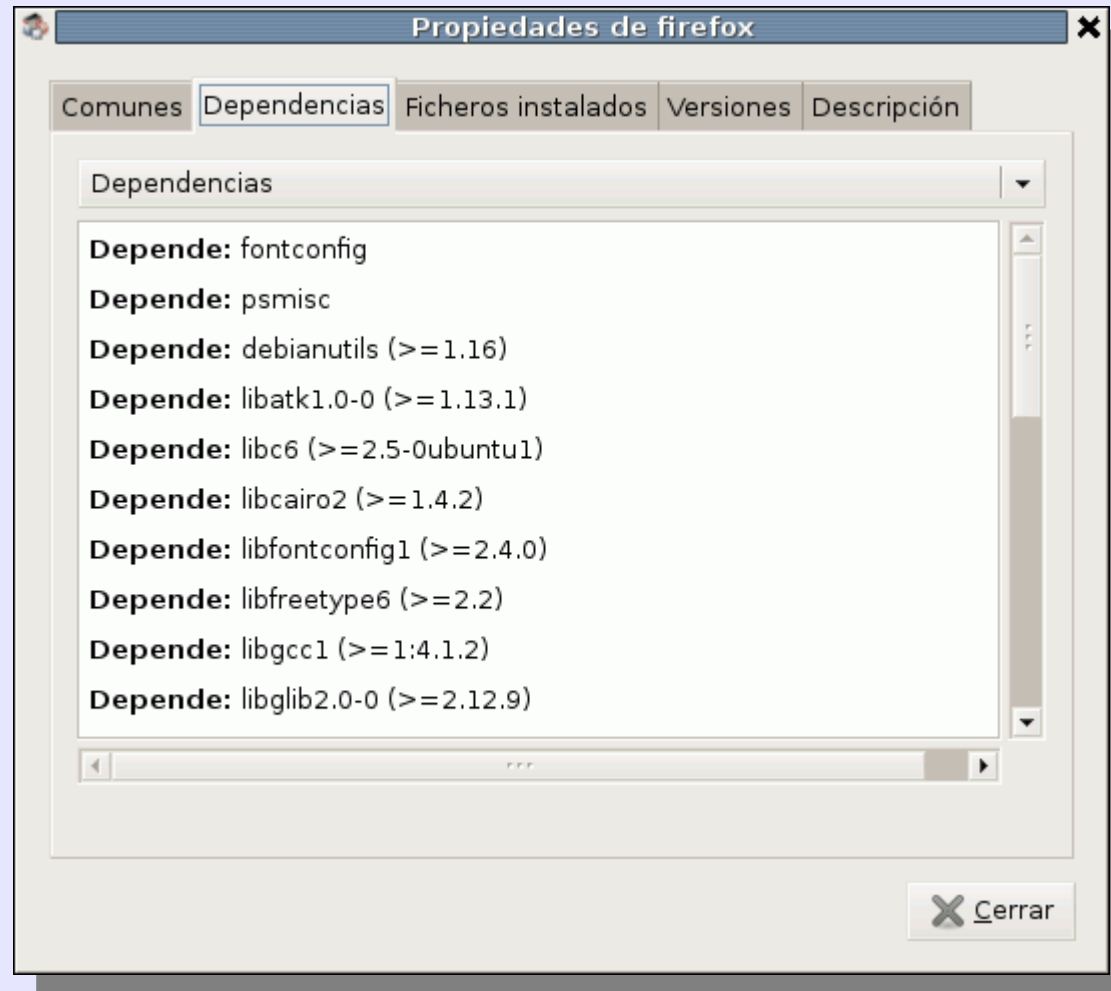 Propiedades de firefox
Comunes Dependencias Ficheros instalados Versiones Descripción
Dependencias
Depende: fontconfig
Depende: psmisc
Depende: debianutils (>=1.16)
Depende: libatk1.0-0 (>=1.13.1)
Depende: libc6 (>=2.5-0ubuntu1)
Depende: libcairo2 (>=1.4.2)
Depende: libfontconfig1 (>=2.4.0)
Depende: libfreetype6 (>=2.2)
Depende: libgcc1 (>=1:4.1.2)
Depende: libglib2.0-0 (>=2.12.9)
Cerrar